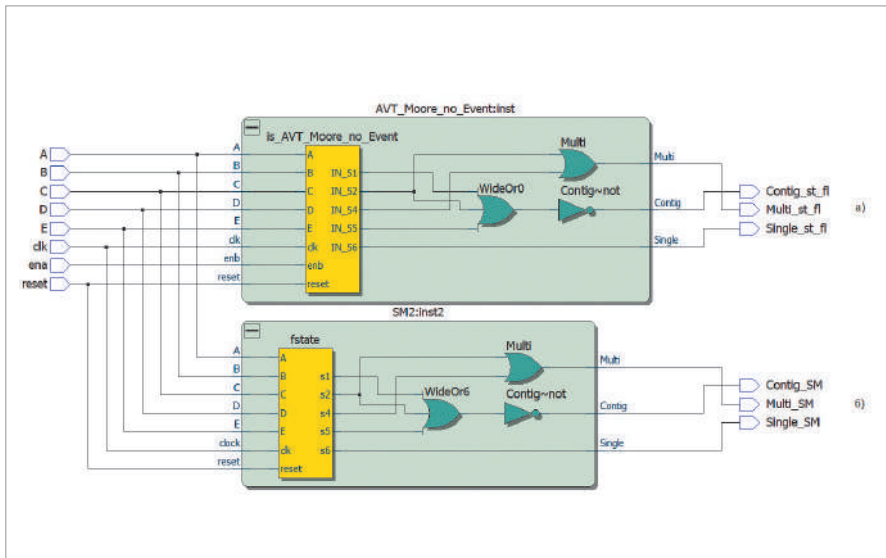 AVT_Moore_no_Event:inst
is_AVT_Moore_no_Event
A
B
C
D
E
clk
ena
reset
A
B
C
D
E
clk
enb
reset
A
B
C
D
E
clk
enb
reset
IN_S1
IN_S2
IN_S4
IN_S5
IN_S6
WideOr0
Multi
Contig~not
Multi
Contig
Single
Contig_st_fl
Multi_st_fl
Single_st_fl
а)
SM2:inst2
fstate
A
B
C
D
E
clock
reset
A
B
C
D
E
clk
reset
s1
s2
s4
s5
s6
WideOr6
Multi
Contig~not
Multi
Contig
Single
Contig_SM
Multi_SM
Single_SM
б)